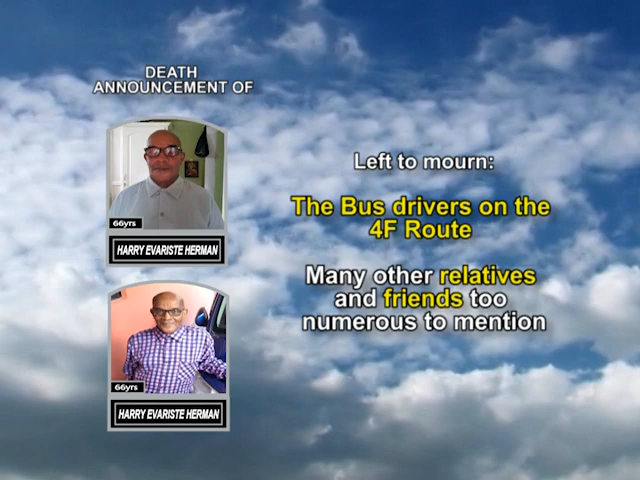 DEATH
ANNOUNCEMENT OF
66yrs
HARRY EVARISTE HERMAN
66yrs
HARRY EVARISTE HERMAN
Left to mourn:
The Bus drivers on the
4F Route
Many other relatives
and friends too
numerous to mention